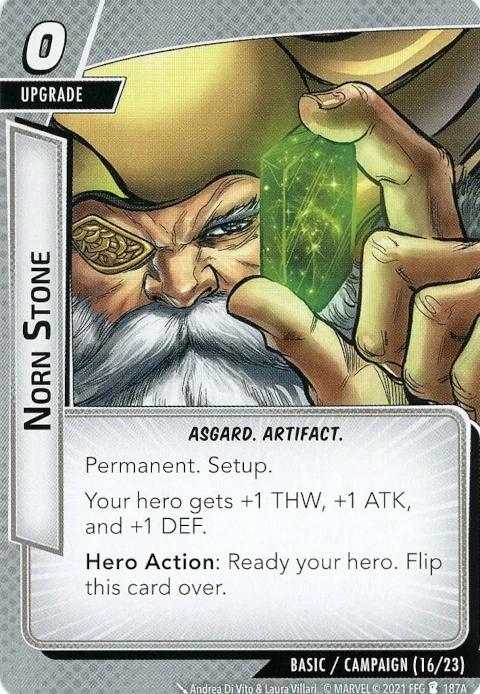 0
UPGRADE
NORN STONE
ASGARD. ARTIFACT.
Permanent. Setup.
Your hero gets +1 THW, +1 ATK,
and +1 DEF.
Hero Action: Ready your hero. Flip
this card over.
BASIC / CAMPAIGN (16/23)
Andrea Di Vito & Laura Villari © MARVEL © 2021 FFG 187A